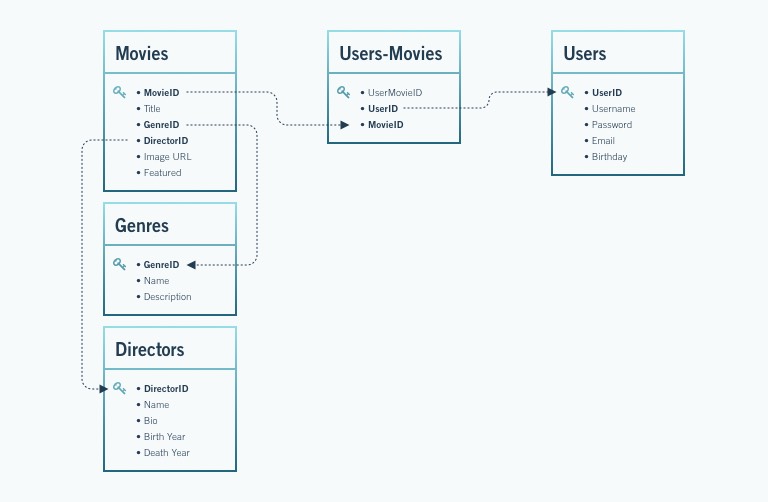 Movies
• MovieID
• Title
• GenreID
• DirectorID
• Image URL
• Featured
Genres
• GenreID
• Name
• Description
Directors
• DirectorID
• Name
• Bio
• Birth Year
• Death Year
Users-Movies
• UserMovieID
• UserID
• MovieID
Users
• UserID
• Username
• Password
• Email
• Birthday